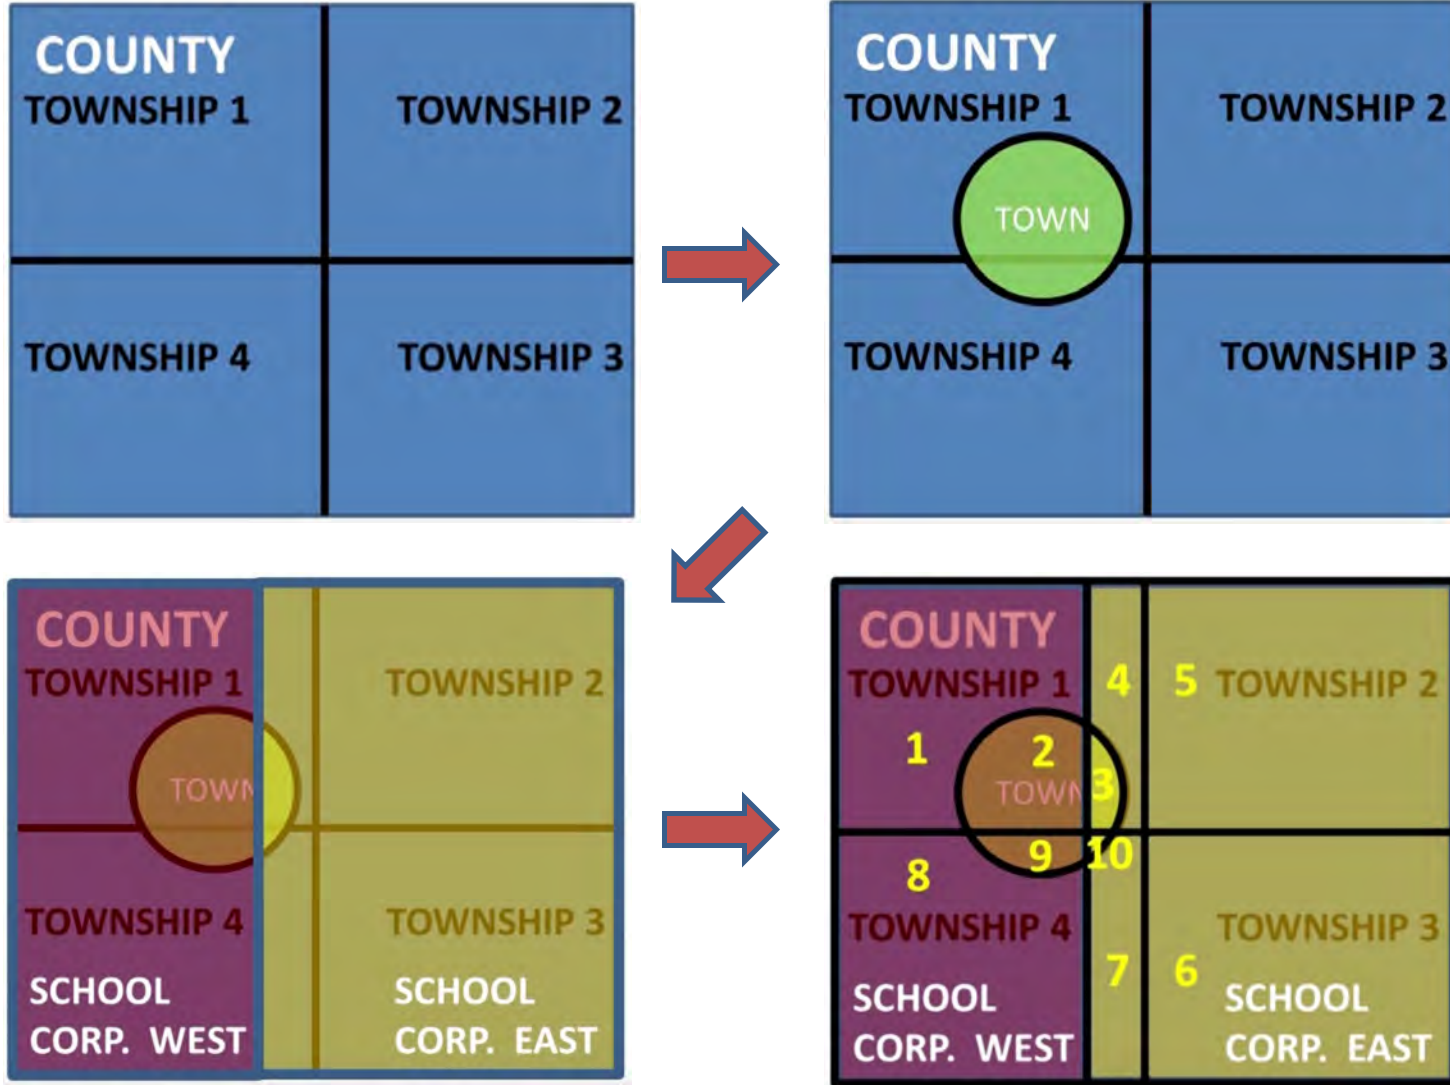 COUNTY
TOWNSHIP 1
TOWNSHIP 2
TOWNSHIP 4
TOWNSHIP 3
COUNTY
TOWNSHIP 1
TOWNSHIP 2
TOWN
TOWNSHIP 4
TOWNSHIP 3
COUNTY
TOWNSHIP 1
TOWNSHIP 2
TOWN
TOWNSHIP 4
TOWNSHIP 3
SCHOOL
CORP. WEST
SCHOOL
CORP. EAST
COUNTY
TOWNSHIP 1
4
5
TOWNSHIP 2
1
2
TOWN
3
8
9
10
TOWNSHIP 4
TOWNSHIP 3
7
6
SCHOOL
CORP. WEST
SCHOOL
CORP. EAST